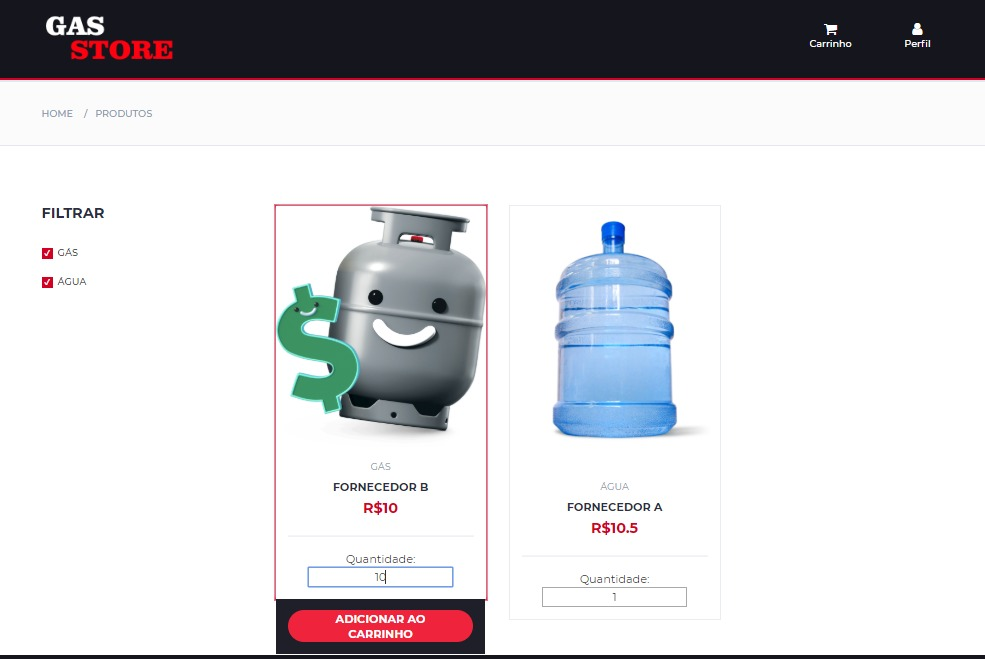 GAS
STORE
Carrinho
Perfil
HOME / PRODUTOS
FILTRAR
GÁS
ÁGUA
$
GÁS
FORNECEDOR B
R$10
Quantidade:
10
ADICIONAR AO
CARRINHO
ÁGUA
FORNECEDOR A
R$10.5
Quantidade:
1